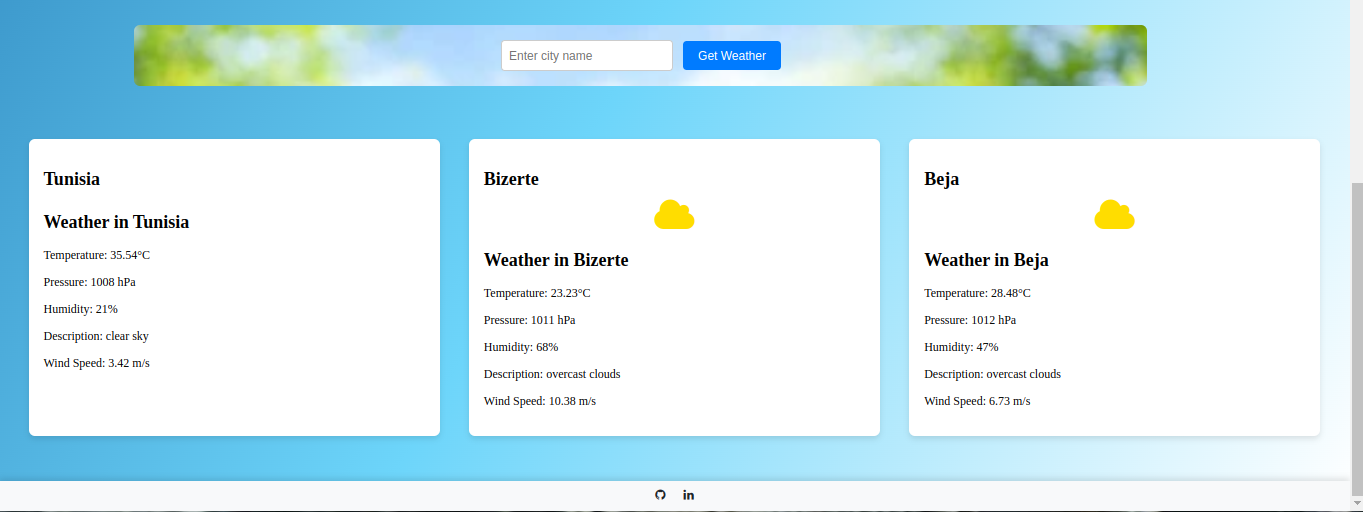 Enter city name
Get Weather
Tunisia
Weather in Tunisia
Temperature: 35.54°C
Pressure: 1008 hPa
Humidity: 21%
Description: clear sky
Wind Speed: 3.42 m/s
Bizerte
Weather in Bizerte
Temperature: 23.23°C
Pressure: 1011 hPa
Humidity: 68%
Description: overcast clouds
Wind Speed: 10.38 m/s
Beja
Weather in Beja
Temperature: 28.48°C
Pressure: 1012 hPa
Humidity: 47%
Description: overcast clouds
Wind Speed: 6.73 m/s